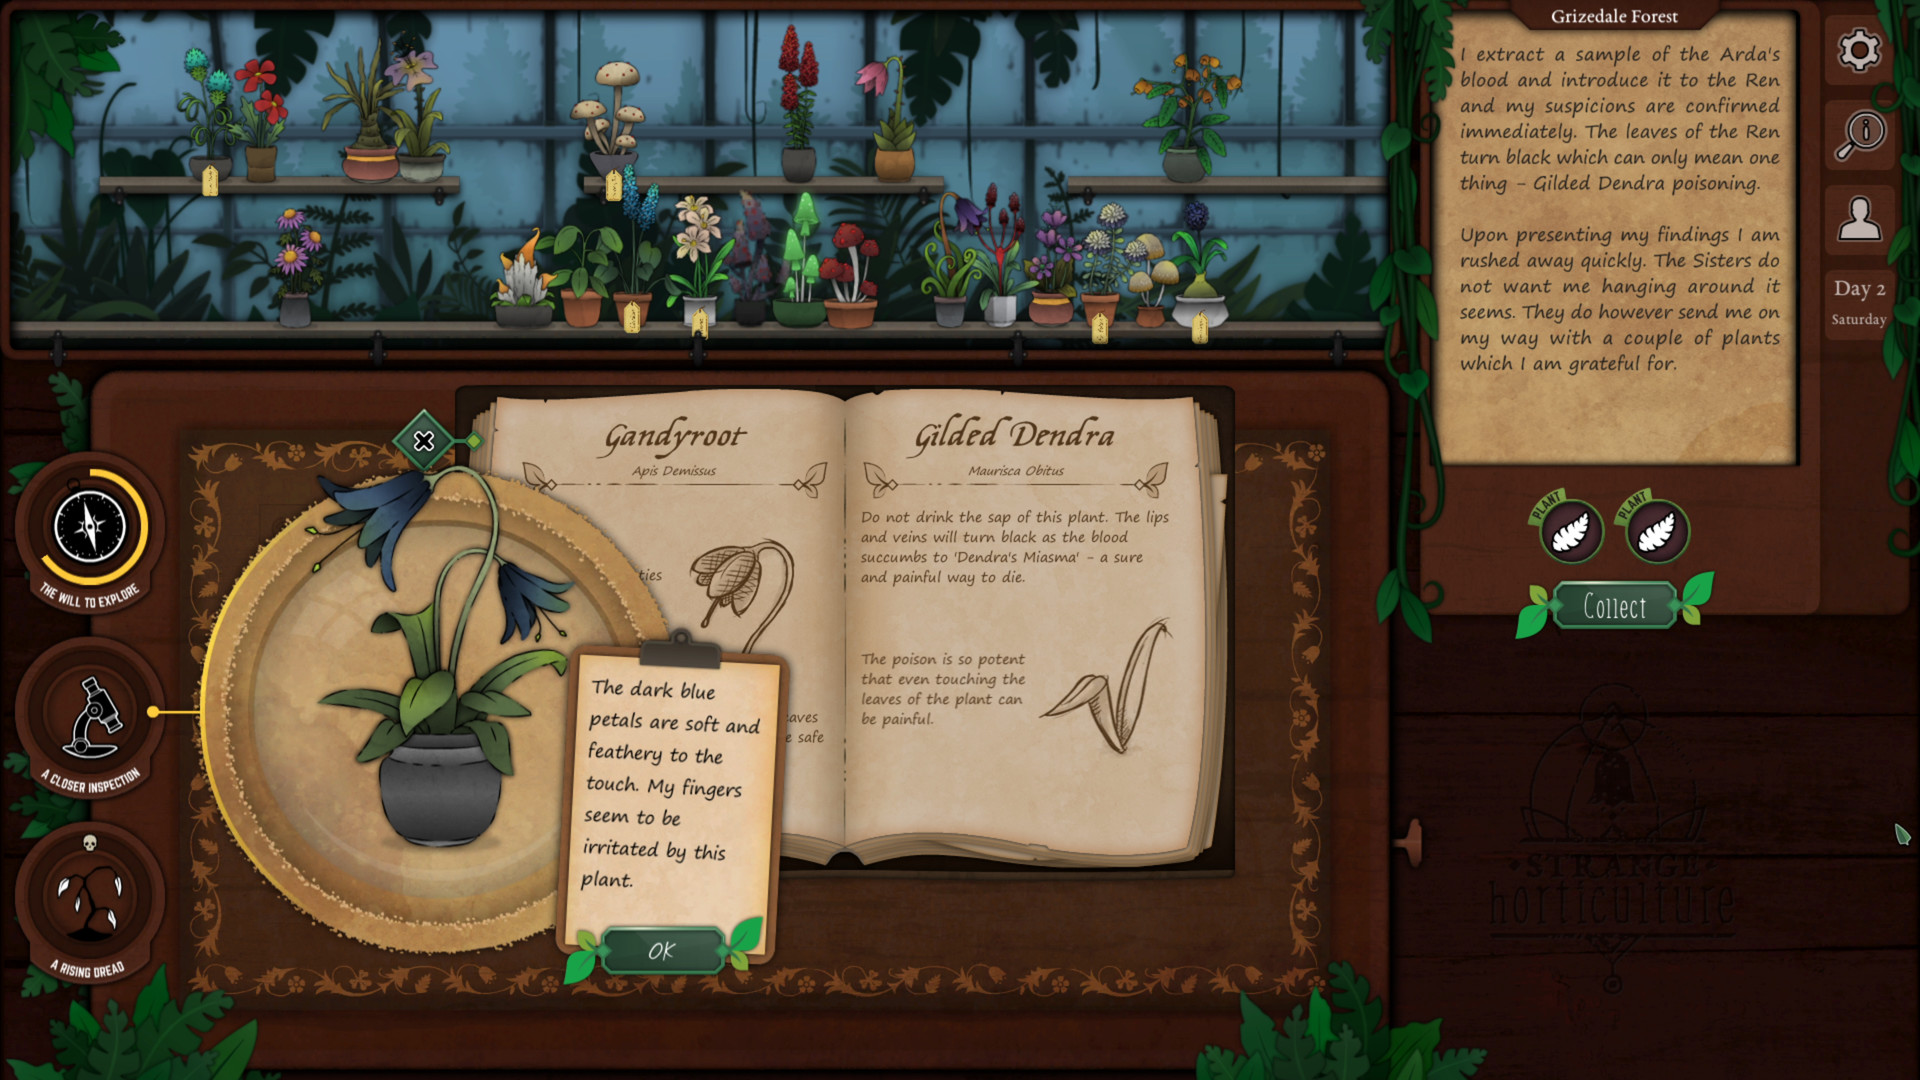 Grizedale Forest
I extract a sample of the Arda's
blood and introduce it to the Ren
and my suspicions are confirmed
immediately. The leaves of the Ren
turn black which can only mean one
thing – Gilded Dendra poisoning.
Upon presenting my findings I am
rushed away quickly. The Sisters do
not want me hanging around it
seems. They do however send me on
my way with a couple of plants
which I am grateful for.
Day 2
Saturday
PLANT
PLANT
Collect
Gandyroot
Apis Demissus
ties
eaves
e safe
Gilded Dendra
Maurisca Obitus
Do not drink the sap of this plant. The lips
and veins will turn black as the blood
succumbs to 'Dendra's Miasma' – a sure
and painful way to die.
The poison is so potent
that even touching the
leaves of the plant can
be painful.
The dark blue
petals are soft and
feathery to the
touch. My fingers
seem to be
irritated by this
plant.
OK
THE WILL TO EXPLORE
A CLOSER INSPECTION
A RISING DREAD
STRANGE
horticulture